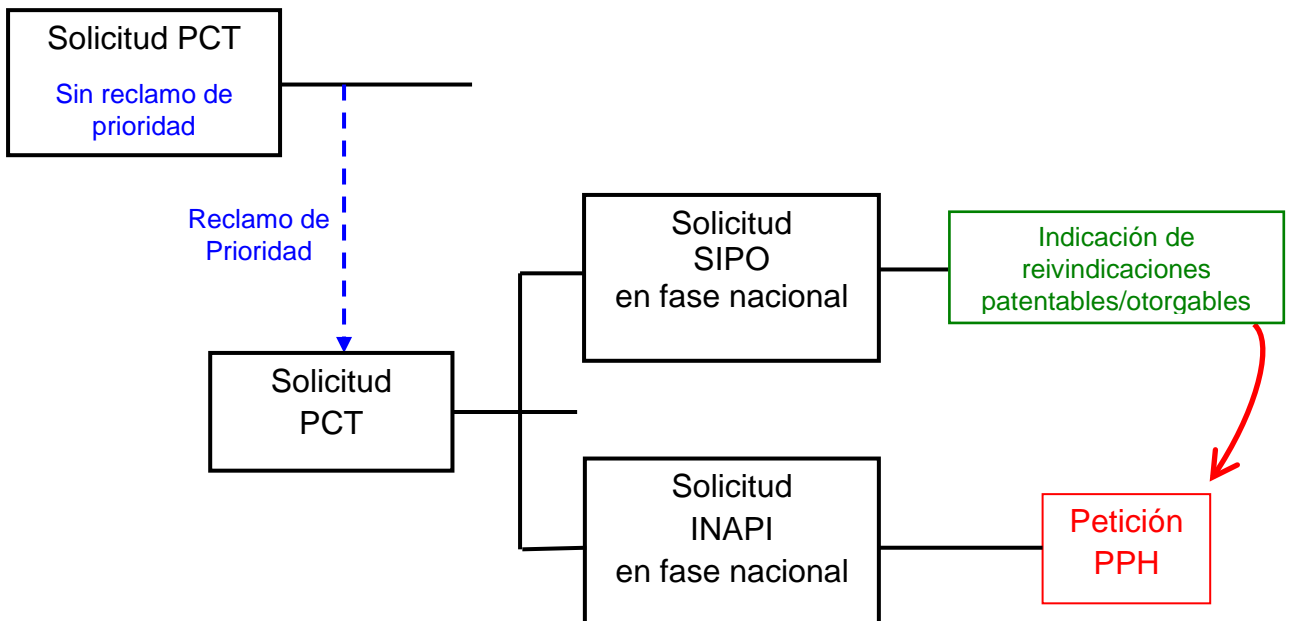 Solicitud PCT
Sin reclamo de
prioridad
Reclamo de
Prioridad
Solicitud
PCT
Solicitud
SIPO
en fase nacional
Indicación de
reivindicaciones
patentables/otorgables
Solicitud
INAPI
en fase nacional
Petición
PPH